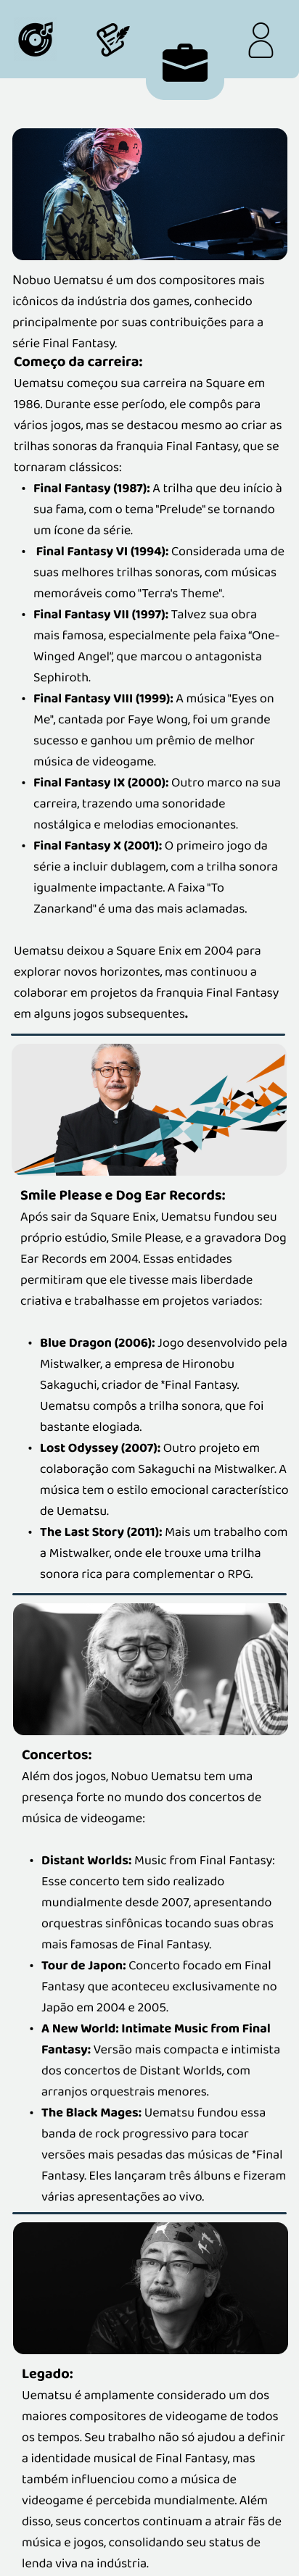 Nobuo Uematsu é um dos compositores mais
icônicos da indústria dos games, conhecido
principalmente por suas contribuições para a
série Final Fantasy.
Começo da carreira:
Uematsu começou sua carreira na Square em
1986. Durante esse período, ele compôs para
vários jogos, mas se destacou mesmo ao criar as
trilhas sonoras da franquia Final Fantasy, que se
tornaram clássicos:
• Final Fantasy (1987): A trilha que deu início à
sua fama, com o tema "Prelude" se tornando
um ícone da série.
• Final Fantasy VI (1994): Considerada uma de
suas melhores trilhas sonoras, com músicas
memoráveis como "Terra's Theme".
• Final Fantasy VII (1997): Talvez sua obra
mais famosa, especialmente pela faixa "One-
Winged Angel", que marcou o antagonista
Sephiroth.
• Final Fantasy VIII (1999): A música "Eyes on
Me", cantada por Faye Wong, foi um grande
sucesso e ganhou um prêmio de melhor
música de videogame.
• Final Fantasy IX (2000): Outro marco na sua
carreira, trazendo uma sonoridade
nostálgica e melodias emocionantes.
• Final Fantasy X (2001): O primeiro jogo da
série a incluir dublagem, com a trilha sonora
igualmente impactante. A faixa "To
Zanarkand" é uma das mais aclamadas.
Uematsu deixou a Square Enix em 2004 para
explorar novos horizontes, mas continuou a
colaborar em projetos da franquia Final Fantasy
em alguns jogos subsequentes.
Smile Please e Dog Ear Records:
Após sair da Square Enix, Uematsu fundou seu
próprio estúdio, Smile Please, e a gravadora Dog
Ear Records em 2004. Essas entidades
permitiram que ele tivesse mais liberdade
criativa e trabalhasse em projetos variados:
• Blue Dragon (2006): Jogo desenvolvido pela
Mistwalker, a empresa de Hironobu
Sakaguchi, criador de *Final Fantasy.
Uematsu compôs a trilha sonora, que foi
bastante elogiada.
• Lost Odyssey (2007): Outro projeto em
colaboração com Sakaguchi na Mistwalker. A
música tem o estilo emocional característico
de Uematsu.
• The Last Story (2011): Mais um trabalho com
a Mistwalker, onde ele trouxe uma trilha
sonora rica para complementar o RPG.
Concertos:
Além dos jogos, Nobuo Uematsu tem uma
presença forte no mundo dos concertos de
música de videogame:
• Distant Worlds: Music from Final Fantasy:
Esse concerto tem sido realizado
mundialmente desde 2007, apresentando
orquestras sinfônicas tocando suas obras
mais famosas de Final Fantasy.
• Tour de Japon: Concerto focado em Final
Fantasy que aconteceu exclusivamente no
Japão em 2004 e 2005.
• A New World: Intimate Music from Final
Fantasy: Versão mais compacta e intimista
dos concertos de Distant Worlds, com
arranjos orquestrais menores.
• The Black Mages: Uematsu fundou essa
banda de rock progressivo para tocar
versões mais pesadas das músicas de *Final
Fantasy. Eles lançaram três álbuns e fizeram
várias apresentações ao vivo.
Legado:
Uematsu é amplamente considerado um dos
maiores compositores de videogame de todos
os tempos. Seu trabalho não só ajudou a definir
a identidade musical de Final Fantasy, mas
também influenciou como a música de
videogame é percebida mundialmente. Além
disso, seus concertos continuam a atrair fãs de
música e jogos, consolidando seu status de
lenda viva na indústria.